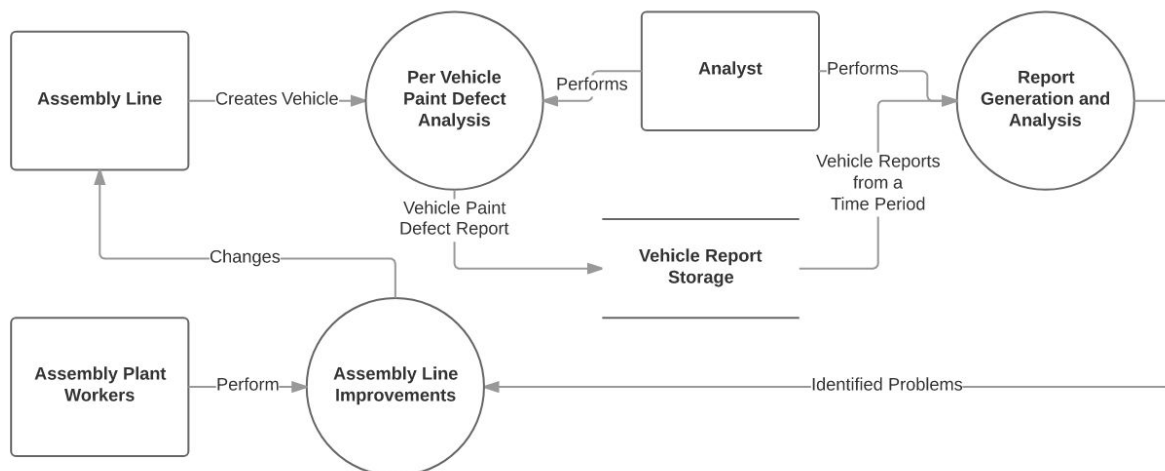 Assembly Line
Creates Vehicle
Per Vehicle
Paint Defect
Analysis
Performs
Analyst
Performs
Report
Generation and
Analysis
Vehicle Paint
Defect Report
Vehicle Report
Storage
Vehicle Reports
from a
Time Period
Changes
Assembly Plant
Workers
Perform
Assembly Line
Improvements
Identified Problems